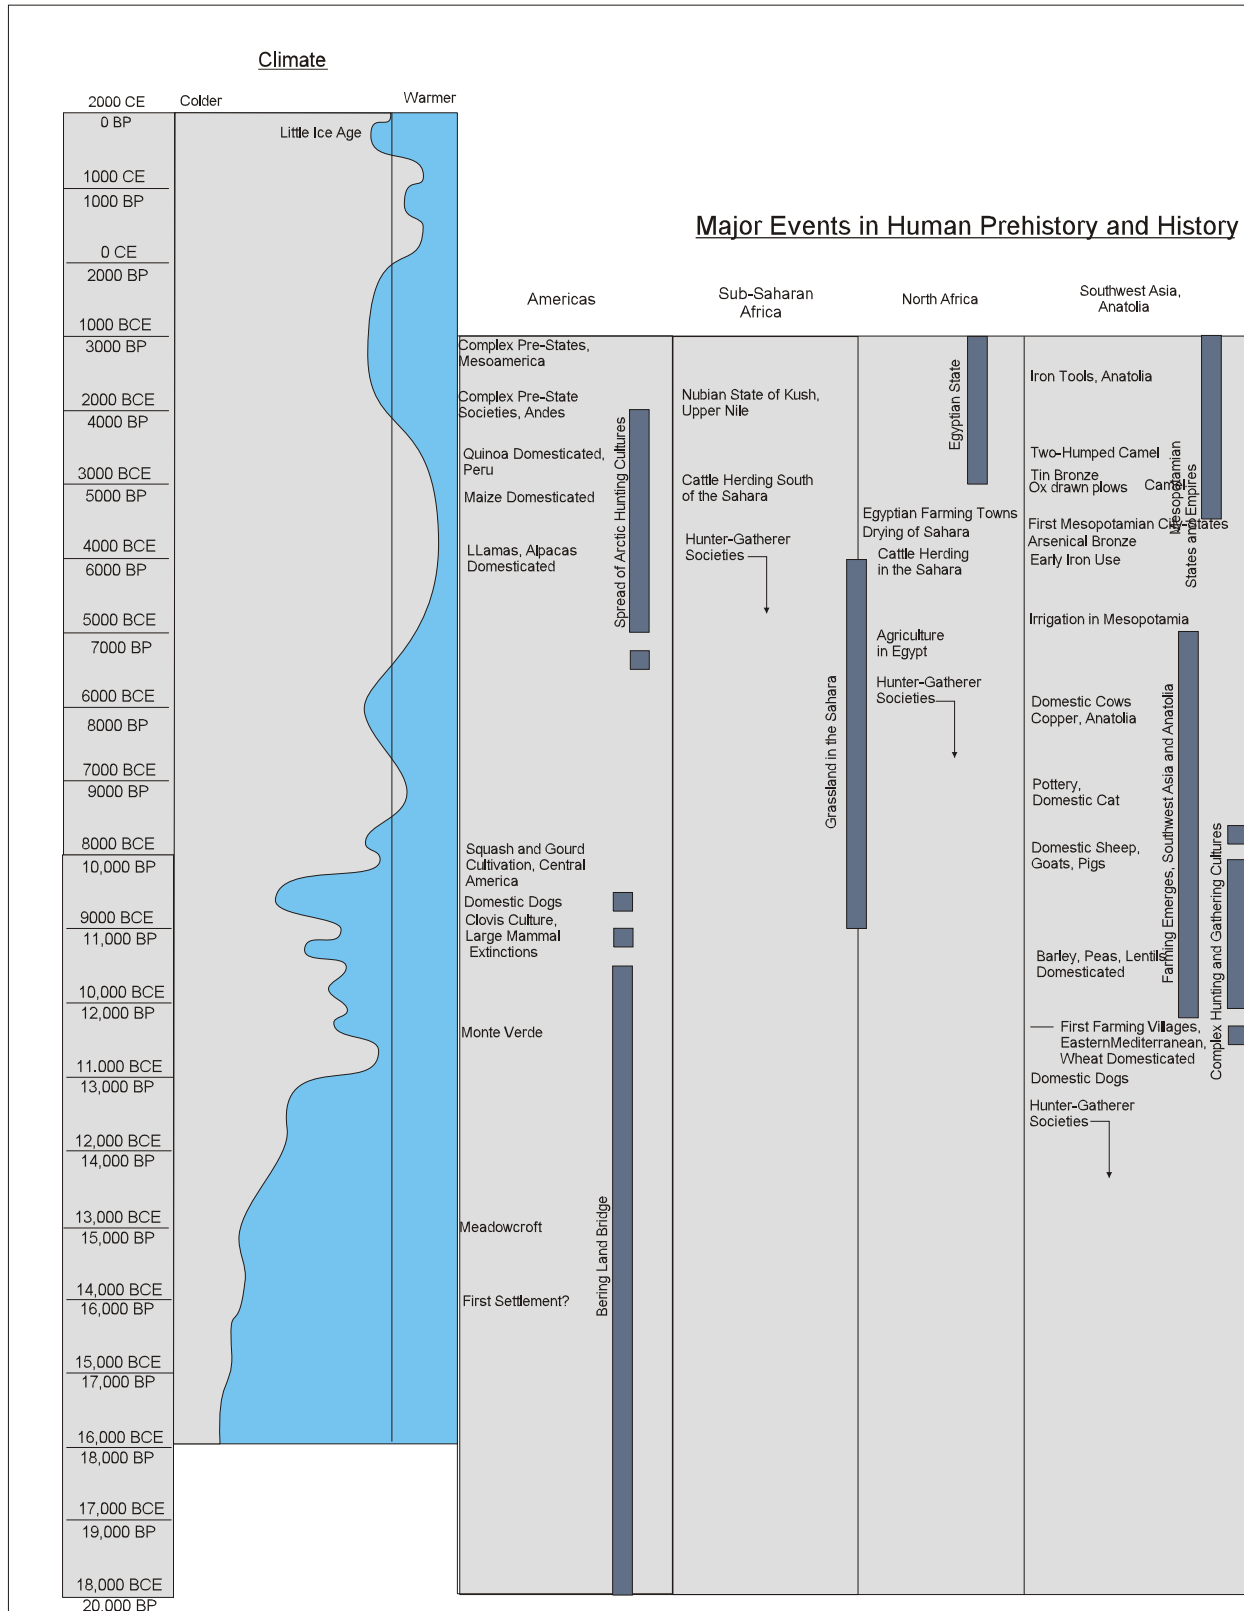 Climate
2000 CE
0 BP
Colder
Warmer
Little Ice Age
1000 CE
1000 BP
0 CE
2000 BP
1000 BCE
3000 BP
2000 BCE
4000 BP
3000 BCE
5000 BP
4000 BCE
6000 BP
5000 BCE
7000 BP
6000 BCE
8000 BP
7000 BCE
9000 BP
8000 BCE
10,000 BP
9000 BCE
11,000 BP
10,000 BCE
12,000 BP
11.000 BCE
13,000 BP
12,000 BCE
14,000 BP
13,000 BCE
15,000 BP
14,000 BCE
16,000 BP
15,000 BCE
17,000 BP
16,000 BCE
18,000 BP
17,000 BCE
19,000 BP
18,000 BCE
20,000 BP
Major Events in Human Prehistory and History
Americas
Complex Pre-States,
Mesoamerica
Complex Pre-State
Societies, Andes
Quinoa Domesticated,
Peru
Maize Domesticated
LLamas, Alpacas
Domesticated
Spread of Arctic Hunting Cultures
Squash and Gourd
Cultivation, Central
America
Domestic Dogs
Clovis Culture,
Large Mammal
Extinctions
Monte Verde
Meadowcroft
First Settlement?
Bering Land Bridge
Sub-Saharan
Africa
Nubian State of Kush,
Upper Nile
Cattle Herding South
of the Sahara
Hunter-Gatherer
Societies
Grassland in the Sahara
North Africa
Egyptian State
Egyptian Farming Towns
Drying of Sahara
Cattle Herding
in the Sahara
Agriculture
in Egypt
Hunter-Gatherer
Societies
Southwest Asia,
Anatolia
Iron Tools, Anatolia
Two-Humped Camel
Tin Bronze
Ox drawn plows
Camel
First Mesopotamian City-States
Arsenical Bronze
Early Iron Use
Mesopotamian
States and Empires
Irrigation in Mesopotamia
Domestic Cows
Copper, Anatolia
Pottery,
Domestic Cat
Domestic Sheep,
Goats, Pigs
Barley, Peas, Lentils
Domesticated
Farming Emerges, Southwest Asia and Anatolia
Complex Hunting and Gathering Cultures
First Farming Villages,
EasternMediterranean,
Wheat Domesticated
Domestic Dogs
Hunter-Gatherer
Societies